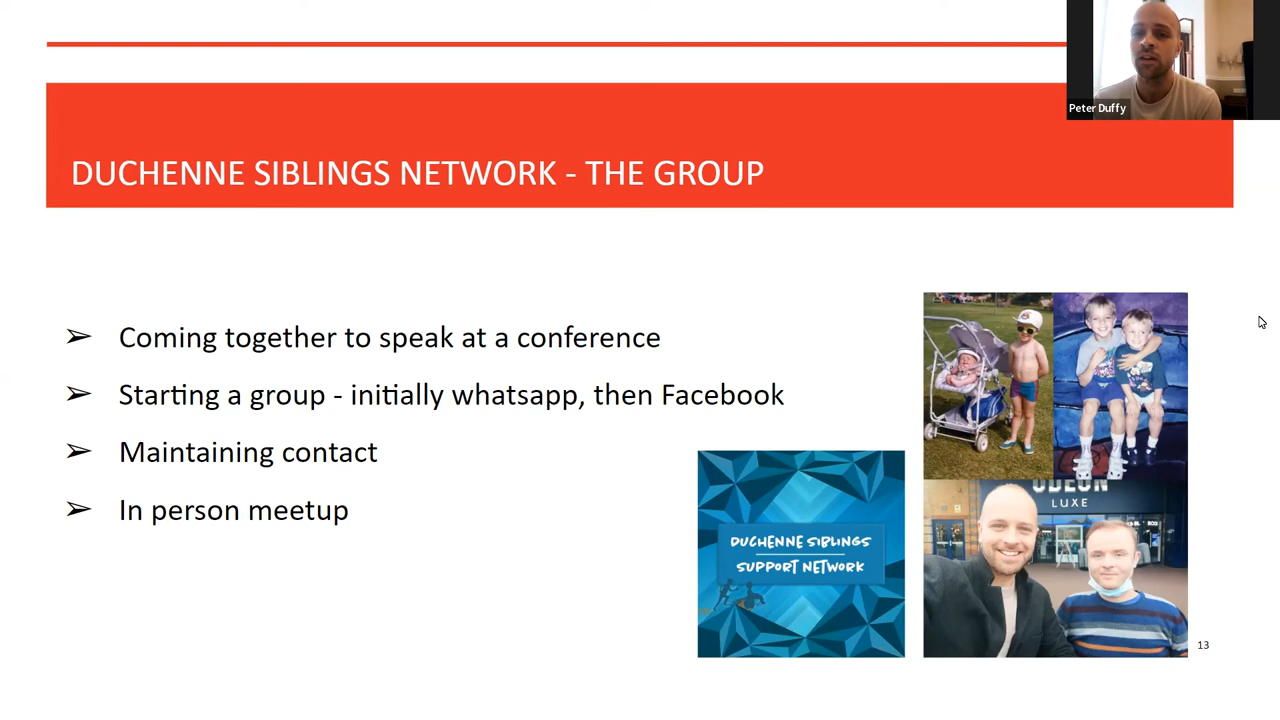 Peter Duffy
DUCHENNE SIBLINGS NETWORK - THE GROUP
➢ Coming together to speak at a conference
➢ Starting a group - initially whatsapp, then Facebook
➢ Maintaining contact
➢ In person meetup
DUCHENNE SIBLINGS
SUPPORT NETWORK
ODEON
LUXE
13